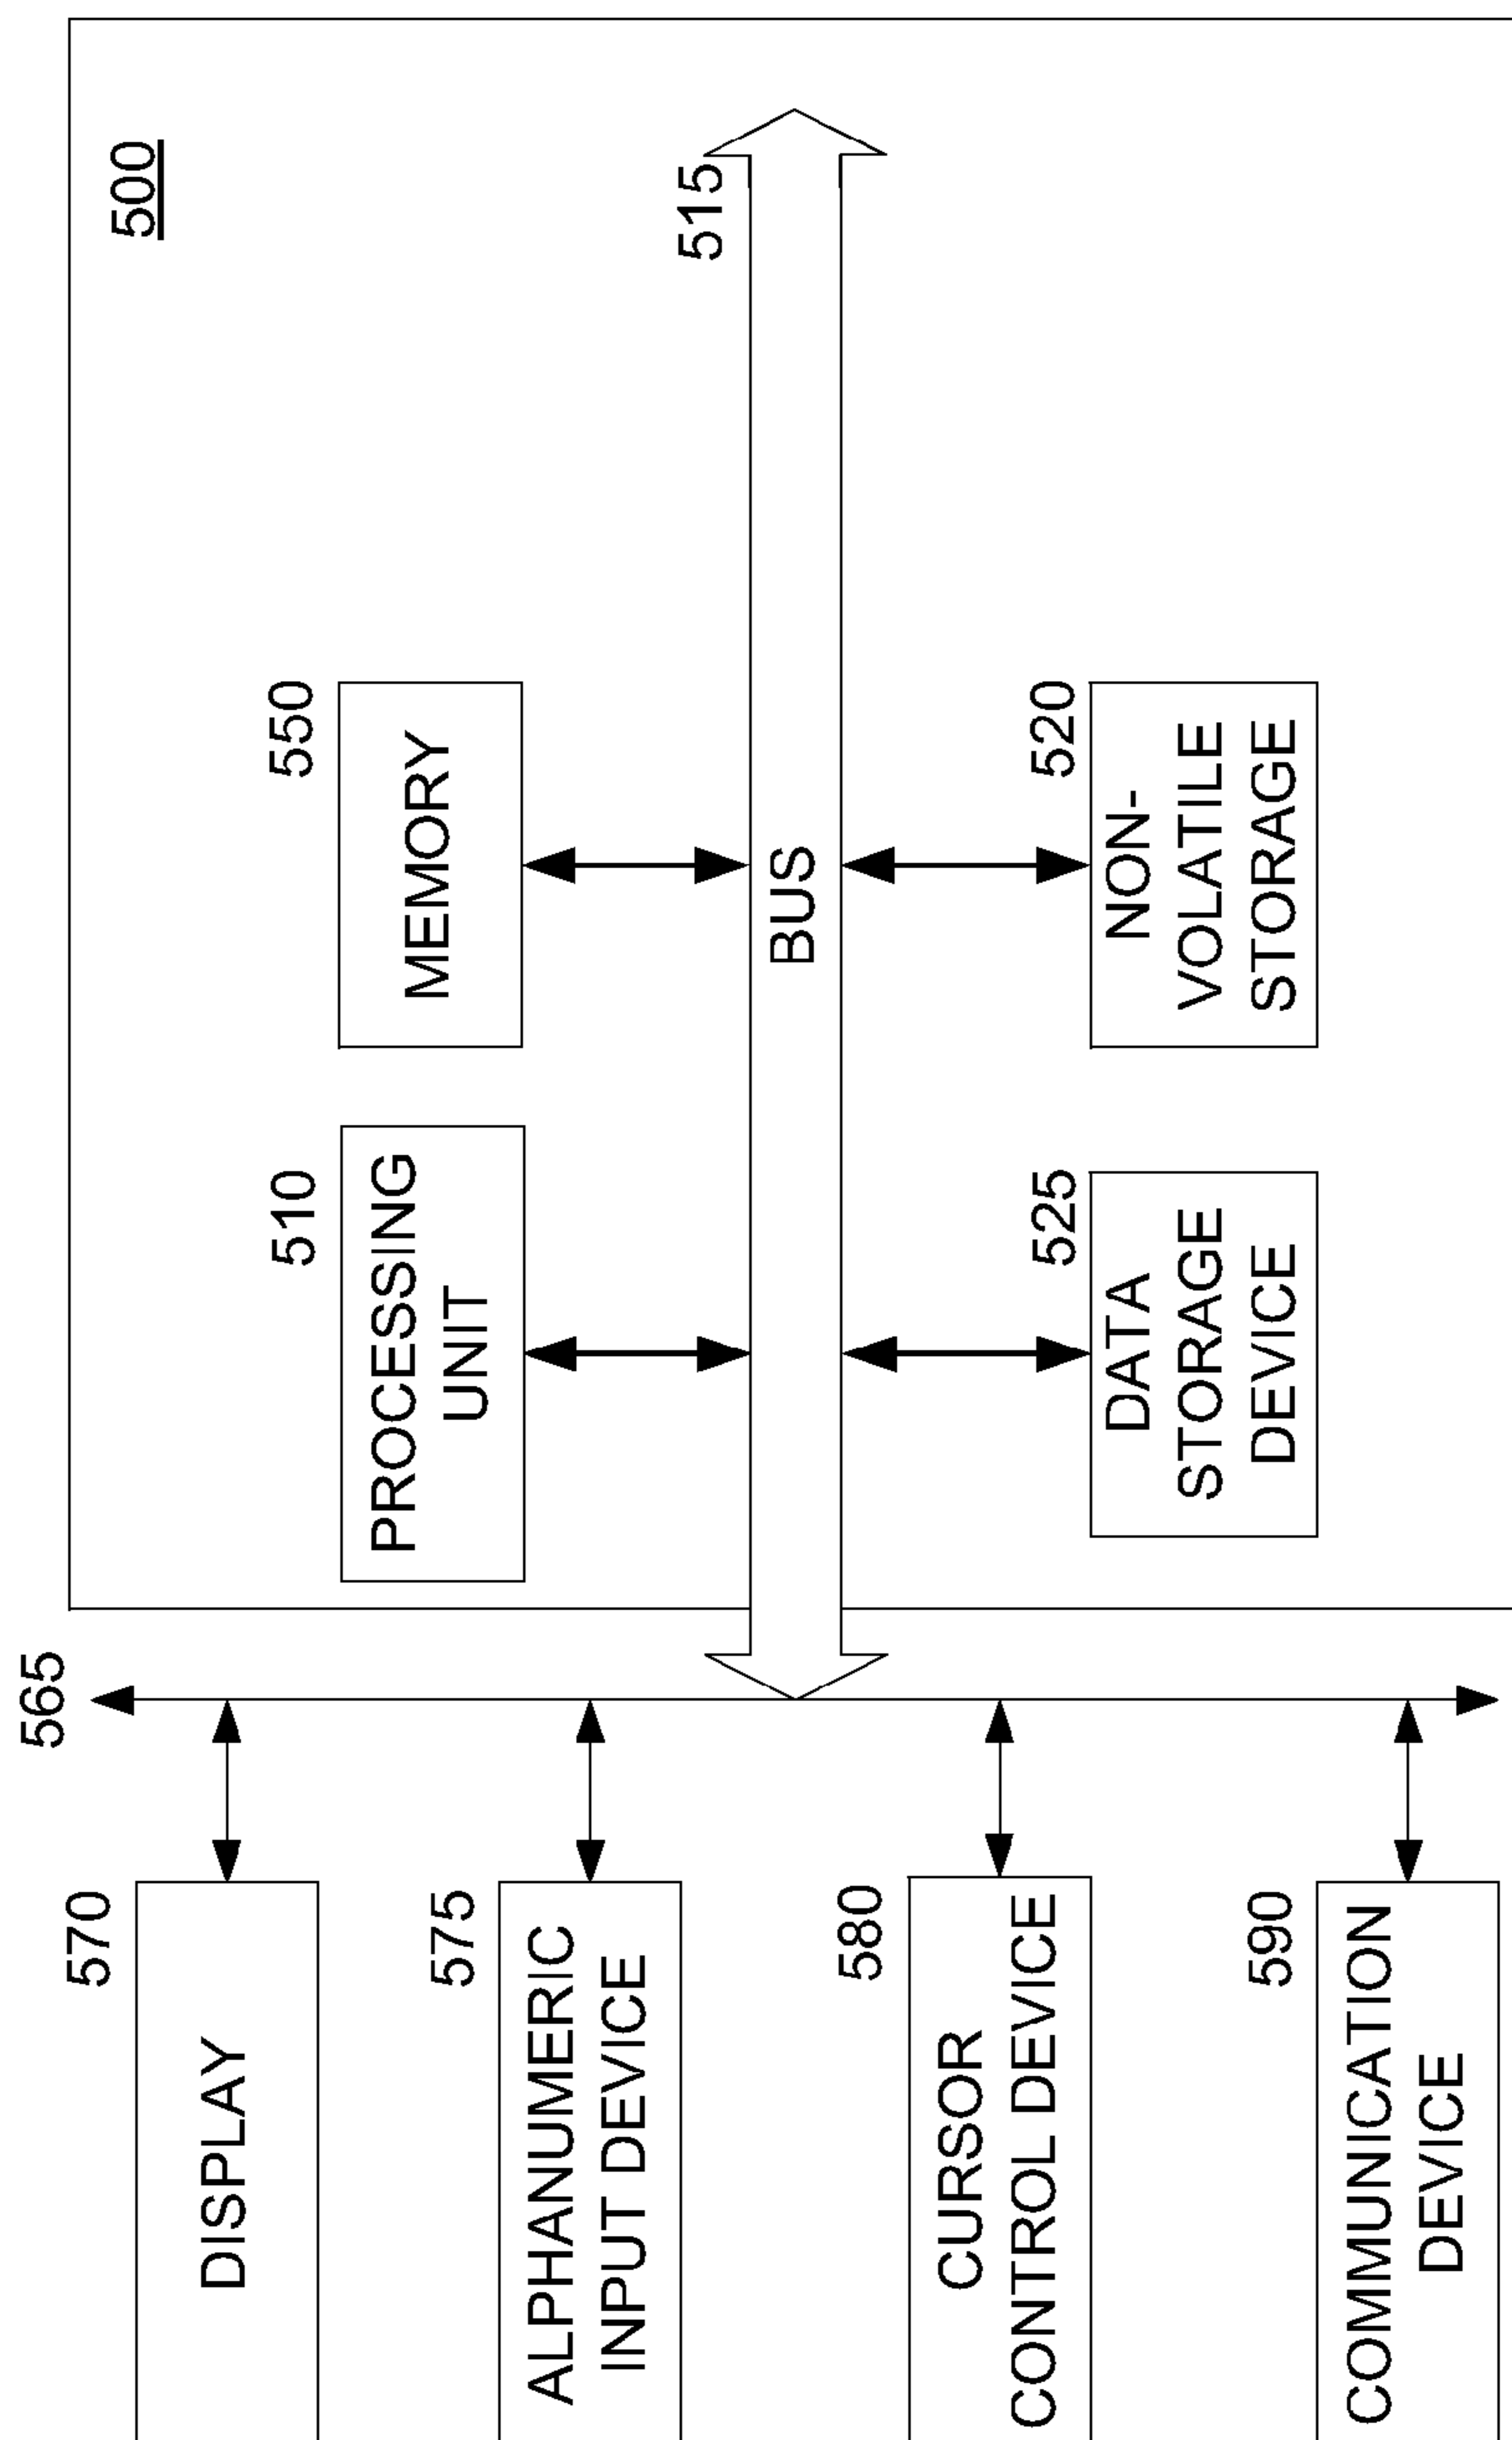 500
515
550
MEMORY
510
PROCESSING
UNIT
BUS
520
NON-
VOLATILE
STORAGE
525
DATA
STORAGE
DEVICE
565
570
DISPLAY
575
ALPHANUMERIC
INPUT DEVICE
580
CURSOR
CONTROL DEVICE
590
COMMUNICATION
DEVICE